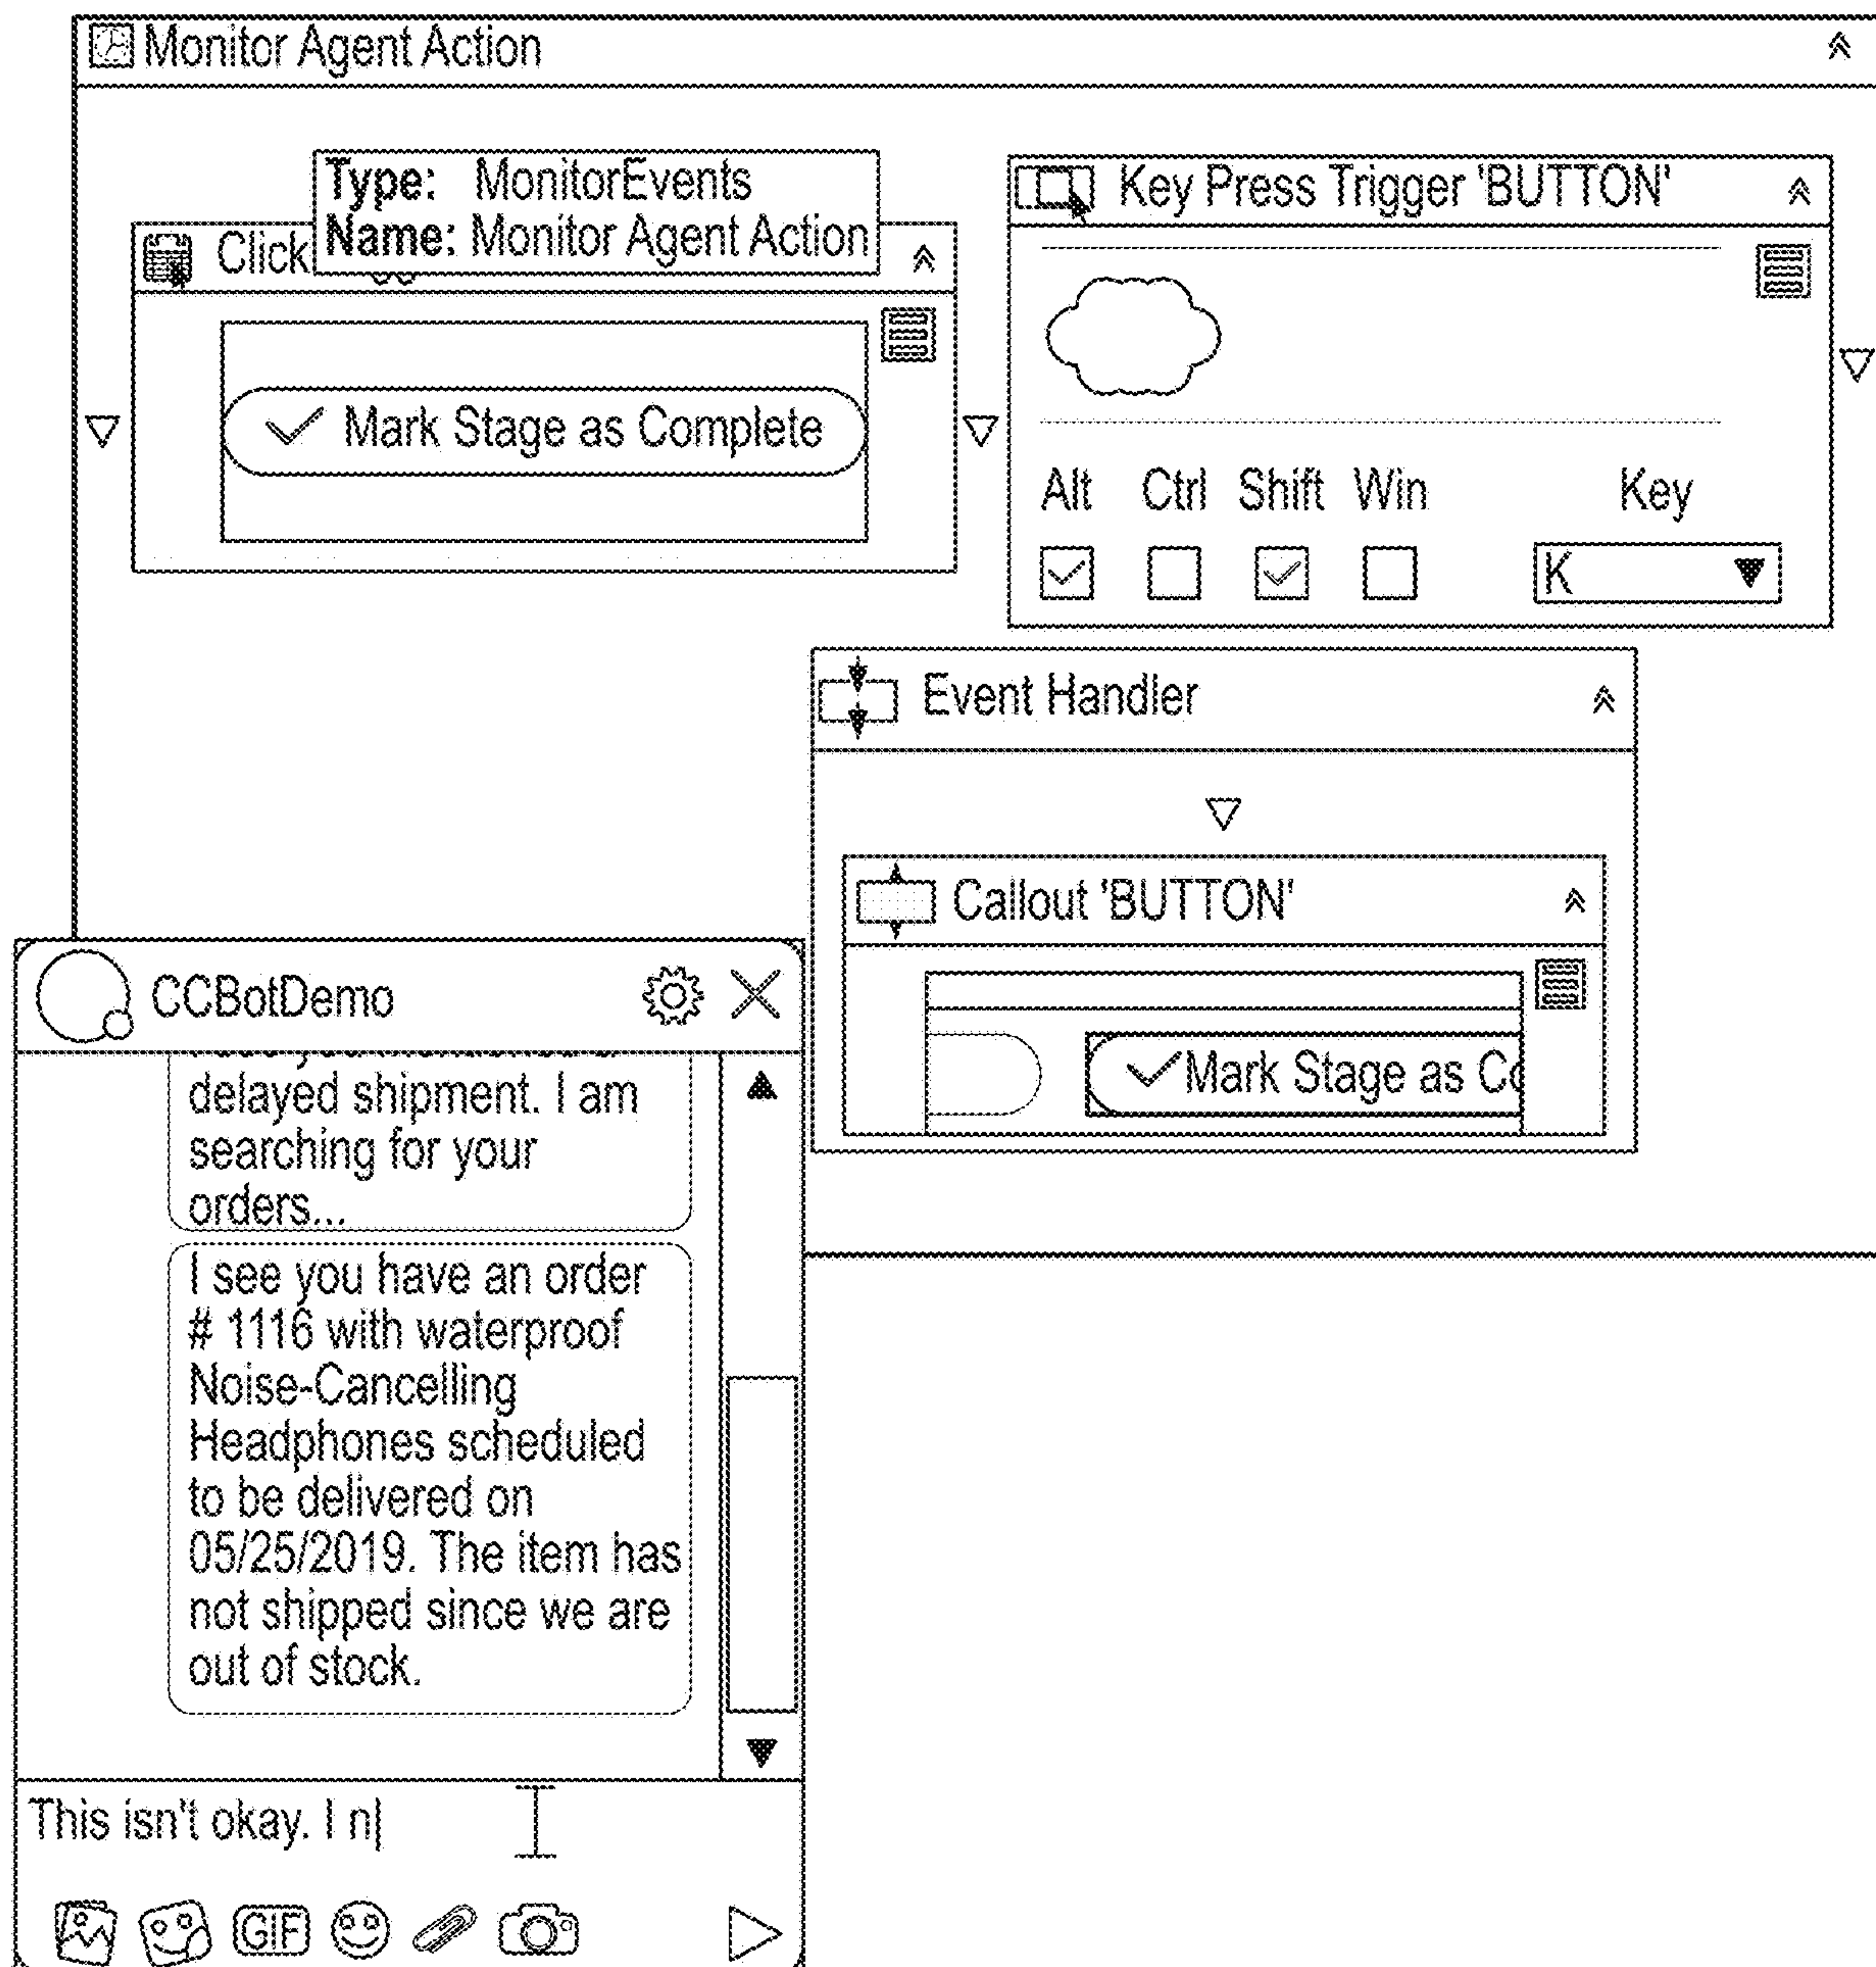 Monitor Agent Action
Type: MonitorEvents
Name: Monitor Agent Action
Click
Mark Stage as Complete
Key Press Trigger 'BUTTON'
Alt Ctrl Shift Win Key
K
Event Handler
Callout 'BUTTON'
Mark Stage as Co
CCBotDemo
delayed shipment. I am
searching for your
orders...
I see you have an order
# 1116 with waterproof
Noise-Cancelling
Headphones scheduled
to be delivered on
05/25/2019. The item has
not shipped since we are
out of stock.
This isn't okay. I n
GIF